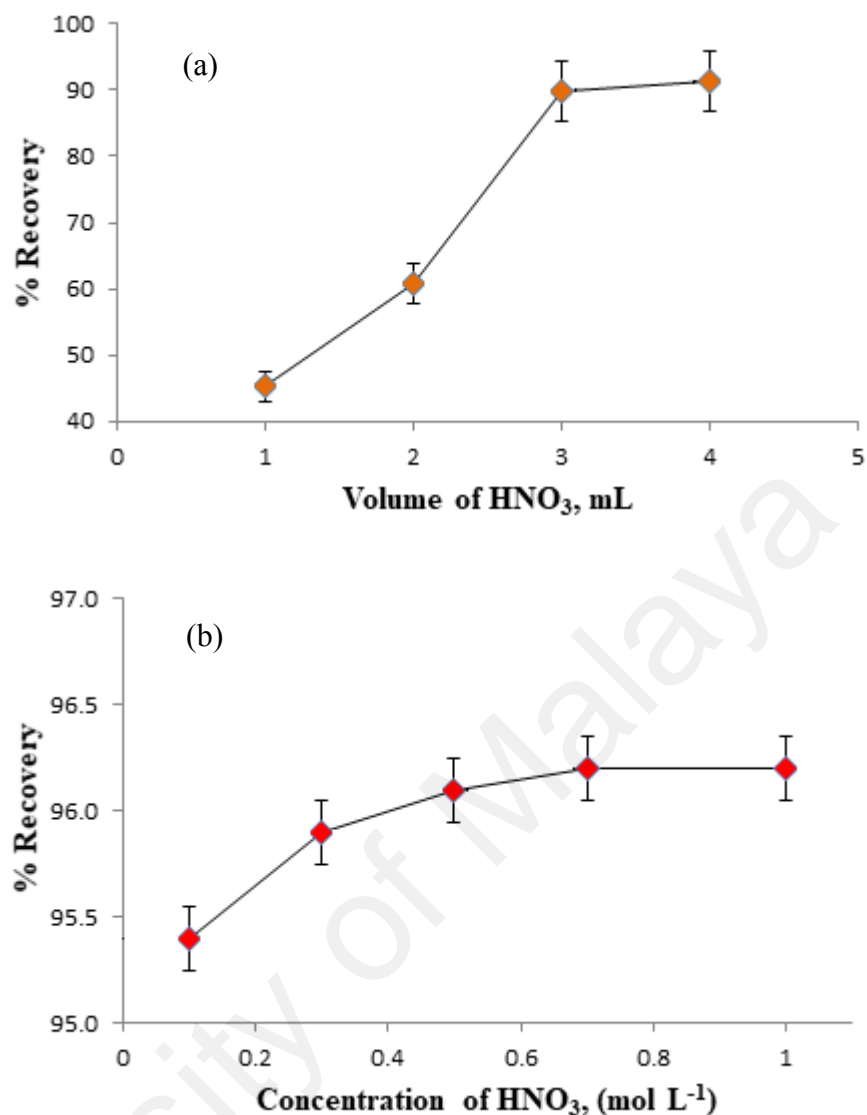 (a)
% Recovery
100
90
80
70
60
50
40
0 1 2 3 4 5
Volume of HNO₃, mL
(b)
% Recovery
97.0
96.5
96.0
95.5
95.0
0 0.2 0.4 0.6 0.8 1
Concentration of HNO₃, (mol L⁻¹)
sity of Malaya